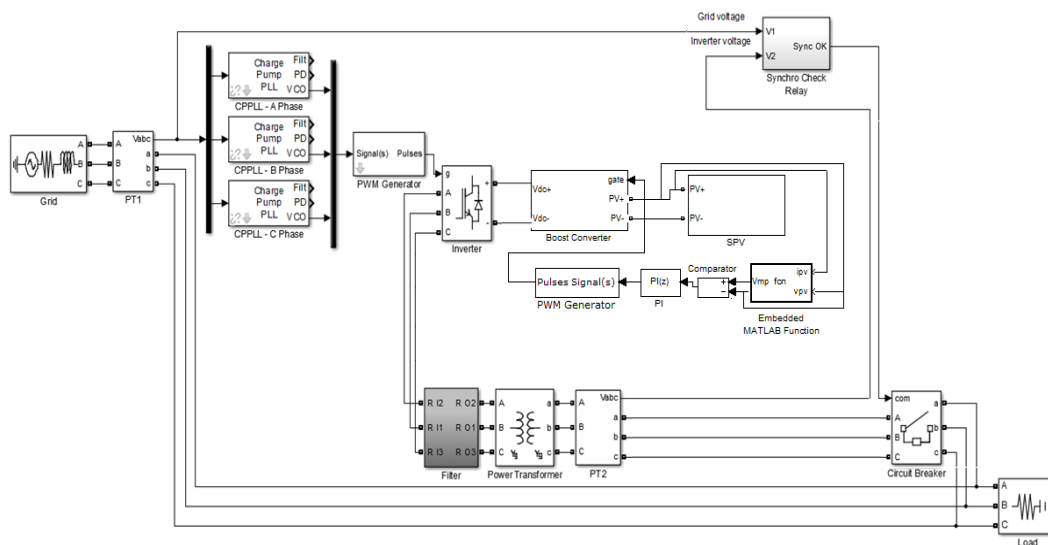 Grid voltage
Inverter voltage
V1
V2
Sync OK
Synchro Check
Relay
Charge
Pump
PLL
Filt
PD
VCO
CPPLL - A Phase
Charge
Pump
PLL
Filt
PD
VCO
CPPLL - B Phase
Charge
Pump
PLL
Filt
PD
VCO
CPPLL - C Phase
A
B
C
Grid
A
B
C
Vabc
a
b
c
PT1
Signal(s) Pulses
PWM Generator
g
A
B
C
+
-
Inverter
Vdc+
Vdc-
gate
PV+
PV-
Boost Converter
PV+
PV-
SPV
Pulses Signal(s)
PWM Generator
PI(z)
PI
Comparator
+
−
Vmp fcn
ipv
vpv
Embedded
MATLAB Function
R I2 R O2
R I1 R O1
R I3 R O3
Filter
A
B
C
a
b
c
Yg Yg
Power Transformer
A
B
C
Vabc
a
b
c
PT2
com
A
B
C
a
b
c
Circuit Breaker
A
B
C
Load